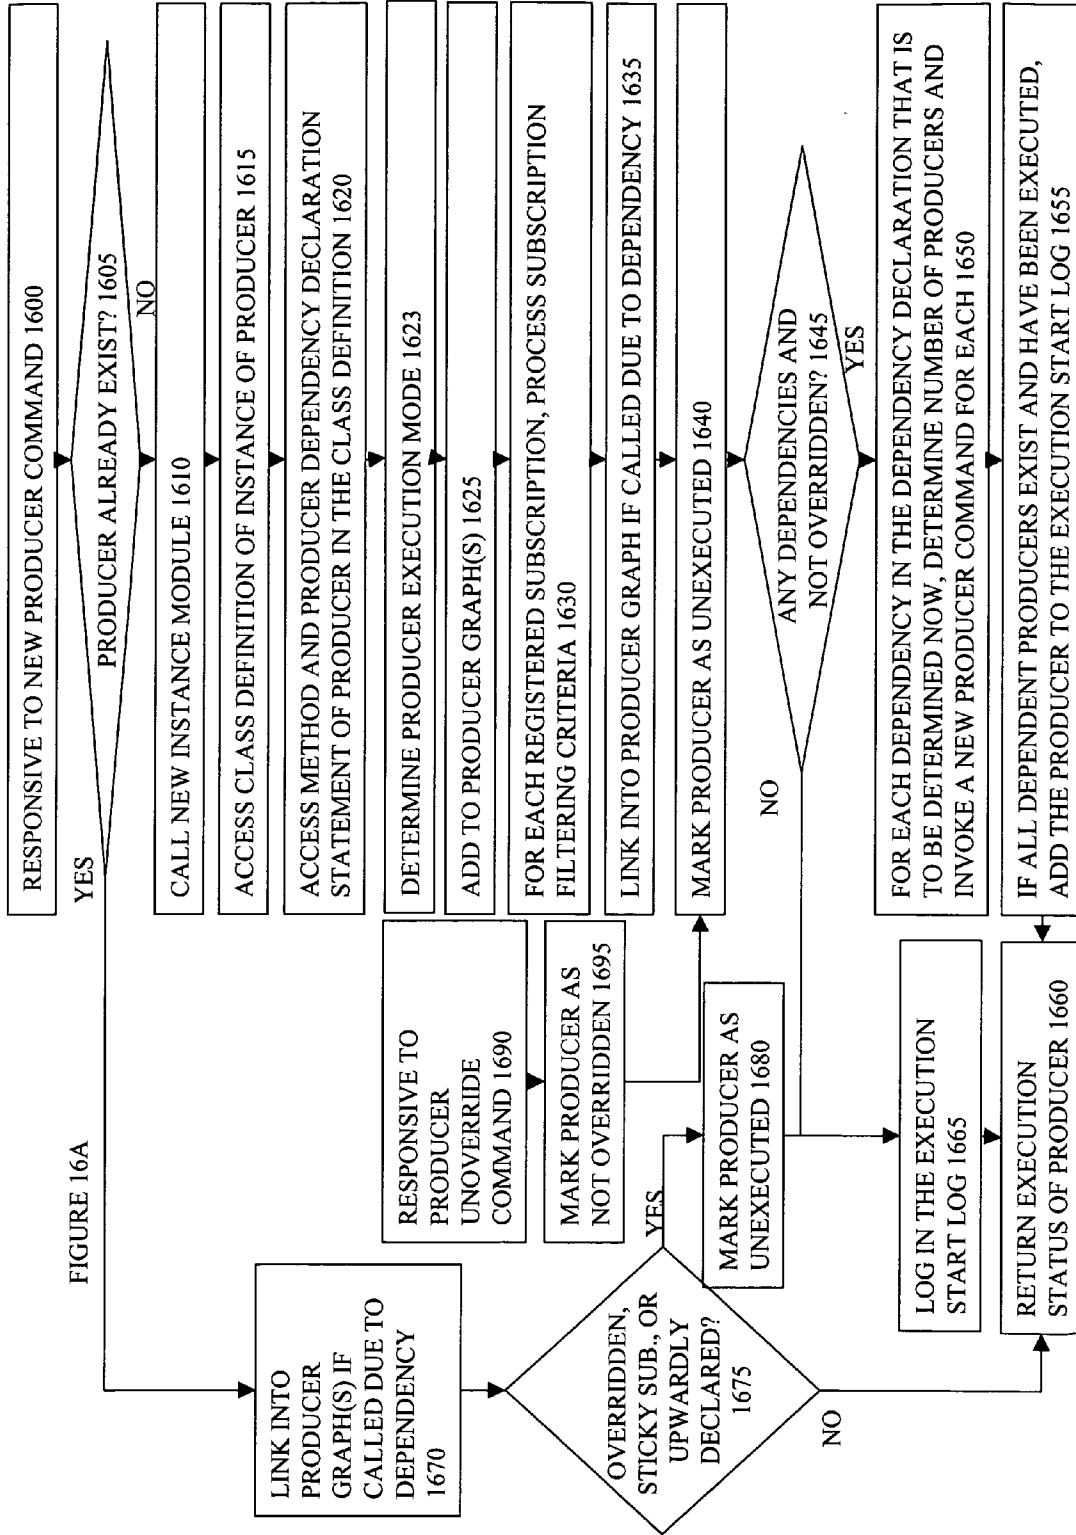 FIGURE 16A
RESPONSIVE TO NEW PRODUCER COMMAND 1600
PRODUCER ALREADY EXIST? 1605
YES
NO
CALL NEW INSTANCE MODULE 1610
ACCESS CLASS DEFINITION OF INSTANCE OF PRODUCER 1615
ACCESS METHOD AND PRODUCER DEPENDENCY DECLARATION
STATEMENT OF PRODUCER IN THE CLASS DEFINITION 1620
DETERMINE PRODUCER EXECUTION MODE 1623
ADD TO PRODUCER GRAPH(S) 1625
FOR EACH REGISTERED SUBSCRIPTION, PROCESS SUBSCRIPTION
FILTERING CRITERIA 1630
LINK INTO PRODUCER GRAPH IF CALLED DUE TO DEPENDENCY 1635
MARK PRODUCER AS UNEXECUTED 1640
ANY DEPENDENCIES AND
NOT OVERRIDDEN? 1645
NO
YES
FOR EACH DEPENDENCY IN THE DEPENDENCY DECLARATION THAT IS
TO BE DETERMINED NOW, DETERMINE NUMBER OF PRODUCERS AND
INVOKE A NEW PRODUCER COMMAND FOR EACH 1650
IF ALL DEPENDENT PRODUCERS EXIST AND HAVE BEEN EXECUTED,
ADD THE PRODUCER TO THE EXECUTION START LOG 1655
RESPONSIVE TO
PRODUCER
UNOVERRIDE
COMMAND 1690
MARK PRODUCER AS
NOT OVERRIDDEN 1695
MARK PRODUCER AS
UNEXECUTED 1680
LOG IN THE EXECUTION
START LOG 1665
RETURN EXECUTION
STATUS OF PRODUCER 1660
LINK INTO
PRODUCER
GRAPH(S) IF
CALLED DUE TO
DEPENDENCY
1670
OVERRIDDEN,
STICKY SUB., OR
UPWARDLY
DECLARED?
1675
YES
NO